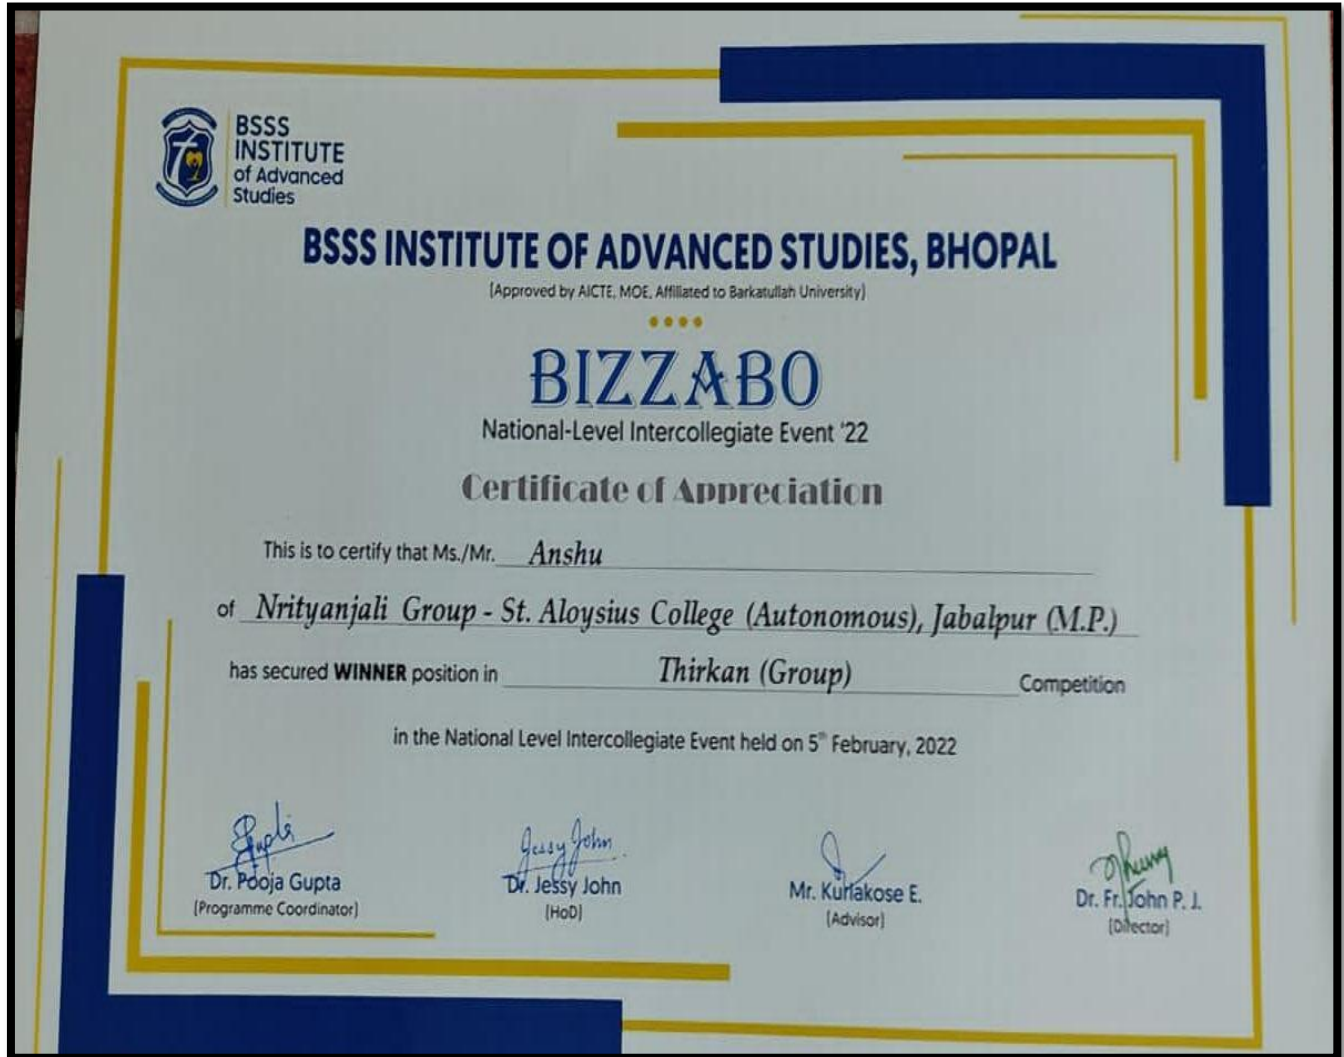 BSSS
INSTITUTE
of Advanced
Studies
BSSS INSTITUTE OF ADVANCED STUDIES, BHOPAL
(Approved by AICTE, MOE, Affiliated to Barkatullah University)
BIZZABO
National-Level Intercollegiate Event '22
Certificate of Appreciation
This is to certify that Ms./Mr. Anshu
of Nrityanjali Group - St. Aloysius College (Autonomous), Jabalpur (M.P.)
has secured WINNER position in Thirkan (Group) Competition
in the National Level Intercollegiate Event held on 5th February, 2022
Gupta
Jessy John
Dr. Pooja Gupta
Dr. Jessy John
Mr. Kuriakose E.
Dr. Fr. John P. J.
(Programme Coordinator)
(HoD)
(Advisor)
(Director)